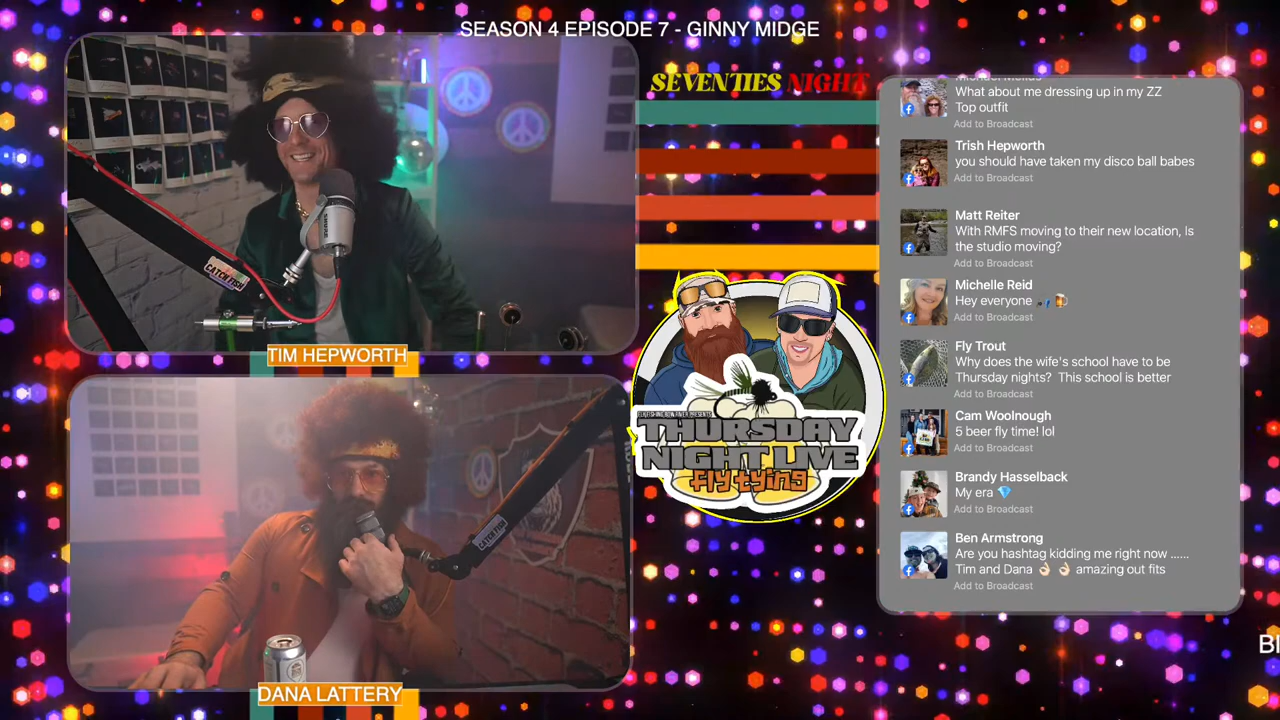 SEASON 4 EPISODE 7 - GINNY MIDGE
SEVENTIES NIGHT
SHURE
CATCH FISH
TIM HEPWORTH
CATCH FISH
DANA LATTERY
THURSDAY
NIGHT LIVE
fly tying
What about me dressing up in my ZZ
Top outfit
Add to Broadcast
Trish Hepworth
you should have taken my disco ball babes
Add to Broadcast
Matt Reiter
With RMFS moving to their new location, Is
the studio moving?
Add to Broadcast
Michelle Reid
Hey everyone
Add to Broadcast
Fly Trout
Why does the wife's school have to be
Thursday nights? This school is better
Add to Broadcast
Cam Woolnough
5 beer fly time! lol
Add to Broadcast
Brandy Hasselback
My era 💎
Add to Broadcast
Ben Armstrong
Are you hashtag kidding me right now ......
Tim and Dana 👌🏻 👌🏻 amazing out fits
Add to Broadcast